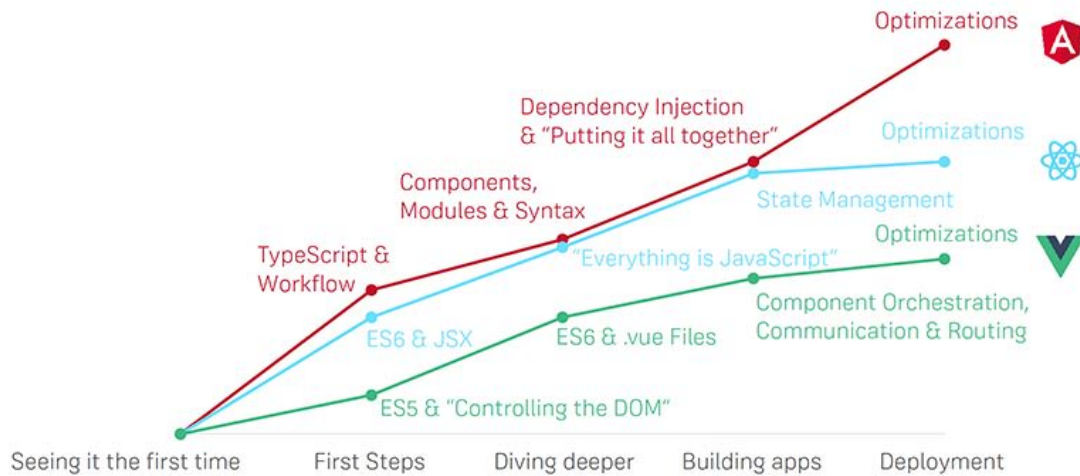 Optimizations
A
Dependency Injection
& “Putting it all together“
Optimizations
Components,
Modules & Syntax
State Management
Optimizations
TypeScript &
Workflow
“Everything is JavaScript“
Component Orchestration,
Communication & Routing
ES6 & JSX
ES6 & .vue Files
ES5 & “Controlling the DOM“
Seeing it the first time
First Steps
Diving deeper
Building apps
Deployment